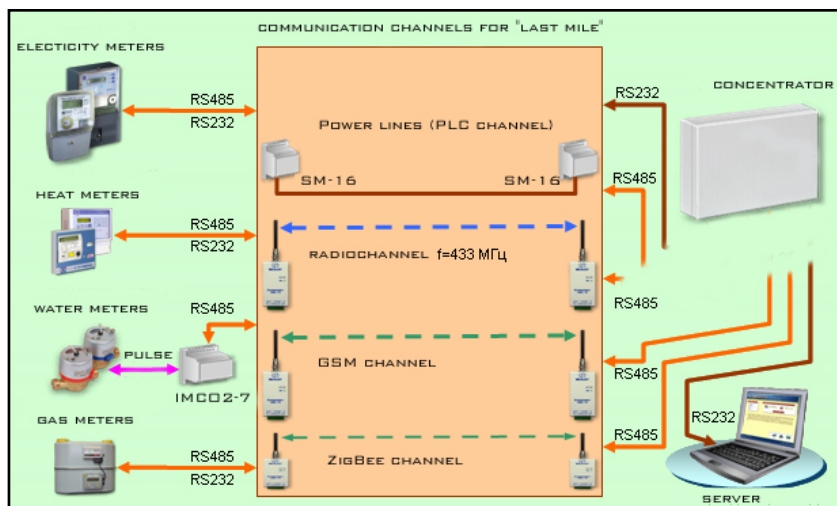 COMMUNICATION CHANNELS FOR "LAST MILE"
ELECTICITY METERS
RS485
RS232
POWER LINES (PLC CHANNEL)
SM-16
SM-16
RS232
CONCENTRATOR
RS485
HEAT METERS
RS485
RS232
RADIOCHANNEL f=433 МГц
RS485
WATER METERS
RS485
PULSE
IMCO2-7
GSM CHANNEL
RS485
GAS METERS
RS485
RS232
ZIGBEE CHANNEL
RS485
RS232
SERVER